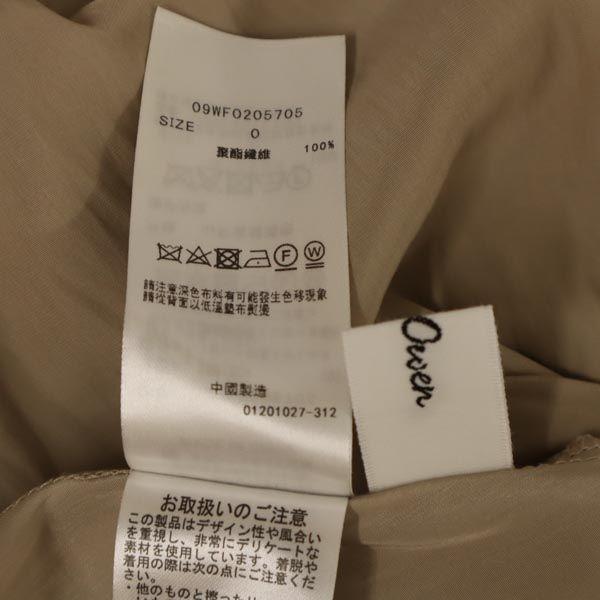 09WFO205705
SIZE 0
聚酯纖維 100%
F W
請注意深色布料有可能發生色移現象
請從背面以低溫墊布熨燙
中國製造
01201027-312
Owen
お取扱いのご注意
この製品はデザイン性や風合い
を重視し、非常にデリケートな
素材を使用しています。着脱や
着用の際は次の点にご注意くだ
・他のものと擦ったり